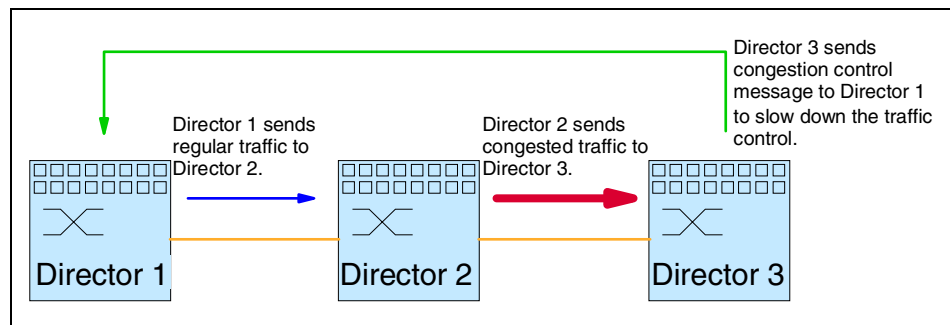 Director 3 sends
congestion control
message to Director 1
to slow down the traffic
control.
Director 1 sends
regular traffic to
Director 2.
Director 2 sends
congested traffic to
Director 3.
Director 1
Director 2
Director 3